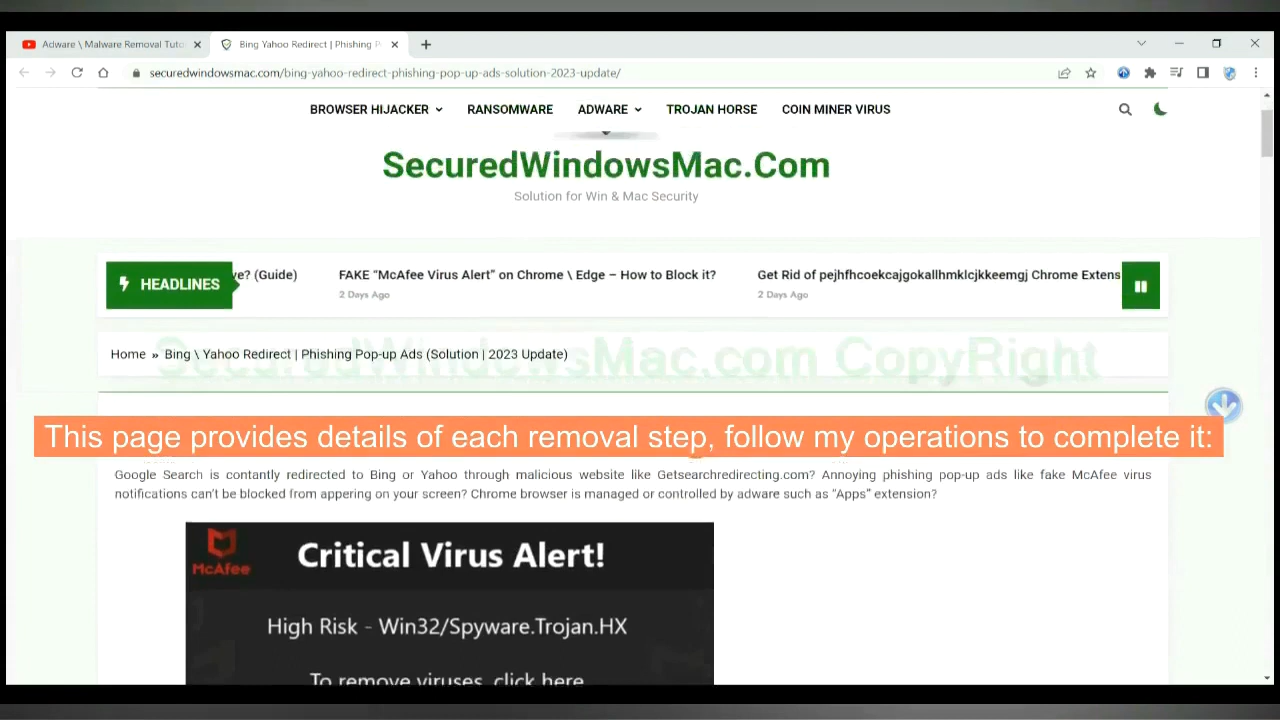 Adware \ Malware Removal Tuto
Bing Yahoo Redirect | Phishing P
securedwindowsmac.com/bing-yahoo-redirect-phishing-pop-up-ads-solution-2023-update/
BROWSER HIJACKER RANSOMWARE ADWARE TROJAN HORSE COIN MINER VIRUS
SecuredWindowsMac.Com
Solution for Win & Mac Security
HEADLINES
ve? (Guide)
FAKE “McAfee Virus Alert” on Chrome \ Edge – How to Block it?
2 Days Ago
Get Rid of pejhfhcoekcajgokallhmklcjkkeemgj Chrome Extens
2 Days Ago
Home » Bing \ Yahoo Redirect | Phishing Pop-up Ads (Solution | 2023 Update)
SecuredWindowsMac.com CopyRight
This page provides details of each removal step, follow my operations to complete it:
Google Search is contantly redirected to Bing or Yahoo through malicious website like Getsearchredirecting.com? Annoying phishing pop-up ads like fake McAfee virus
notifications can’t be blocked from appering on your screen? Chrome browser is managed or controlled by adware such as “Apps” extension?
McAfee
Critical Virus Alert!
High Risk - Win32/Spyware.Trojan.HX
To remove viruses, click here